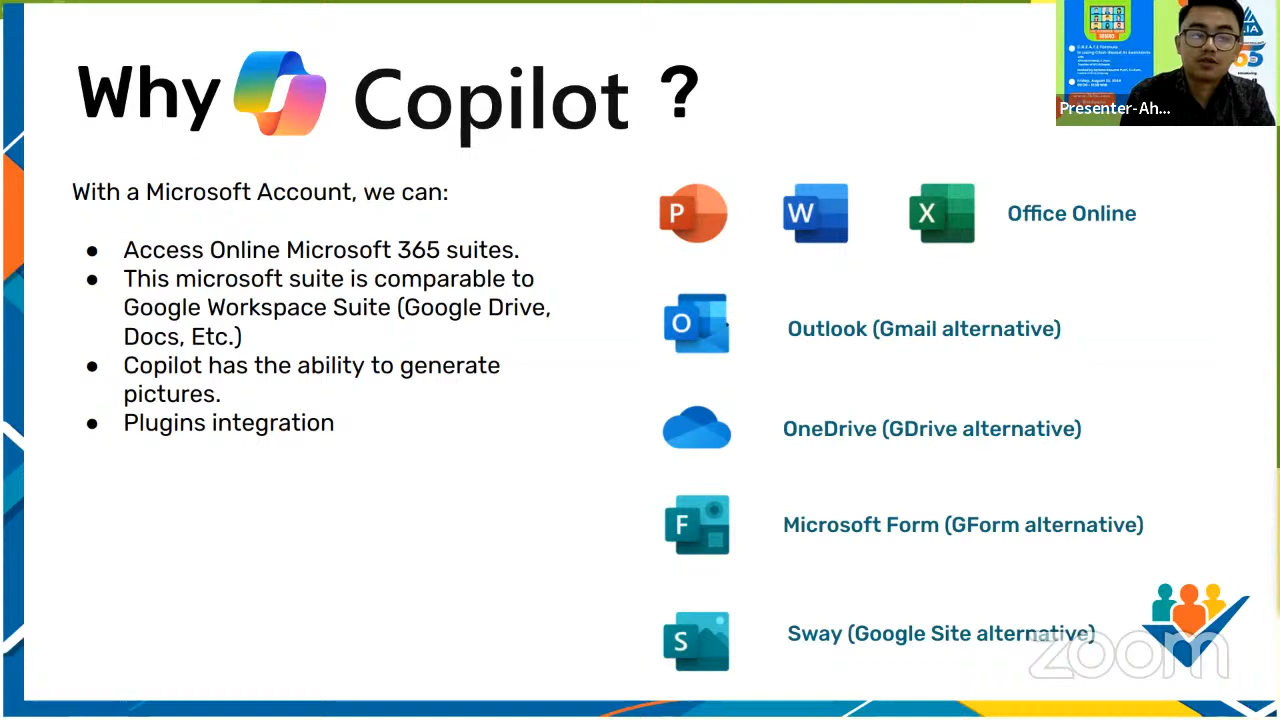 Why Copilot ?
With a Microsoft Account, we can:
● Access Online Microsoft 365 suites.
● This microsoft suite is comparable to
Google Workspace Suite (Google Drive,
Docs, Etc.)
● Copilot has the ability to generate
pictures.
● Plugins integration
P W X Office Online
O Outlook (Gmail alternative)
OneDrive (GDrive alternative)
F Microsoft Form (GForm alternative)
S Sway (Google Site alternative)
zoom
Presenter-Ah...